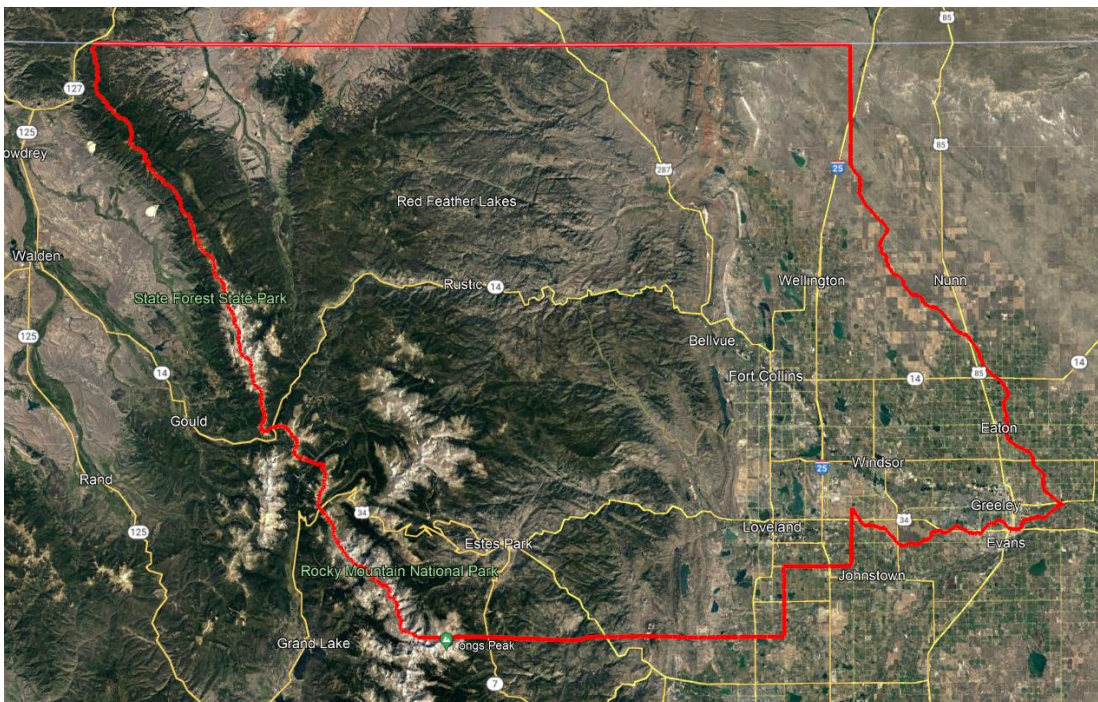 85
127
125
owdrey
287
25
85
Red Feather Lakes
Walden
Rustic
14
Wellington
Nunn
State Forest State Park
125
Bellvue
14
14
Fort Collins
14
85
Gould
Eaton
Rand
Windsor
25
125
34
Loveland
34
Greeley
Estes Park
Evans
Rocky Mountain National Park
Johnstown
Grand Lake
ongs Peak
7